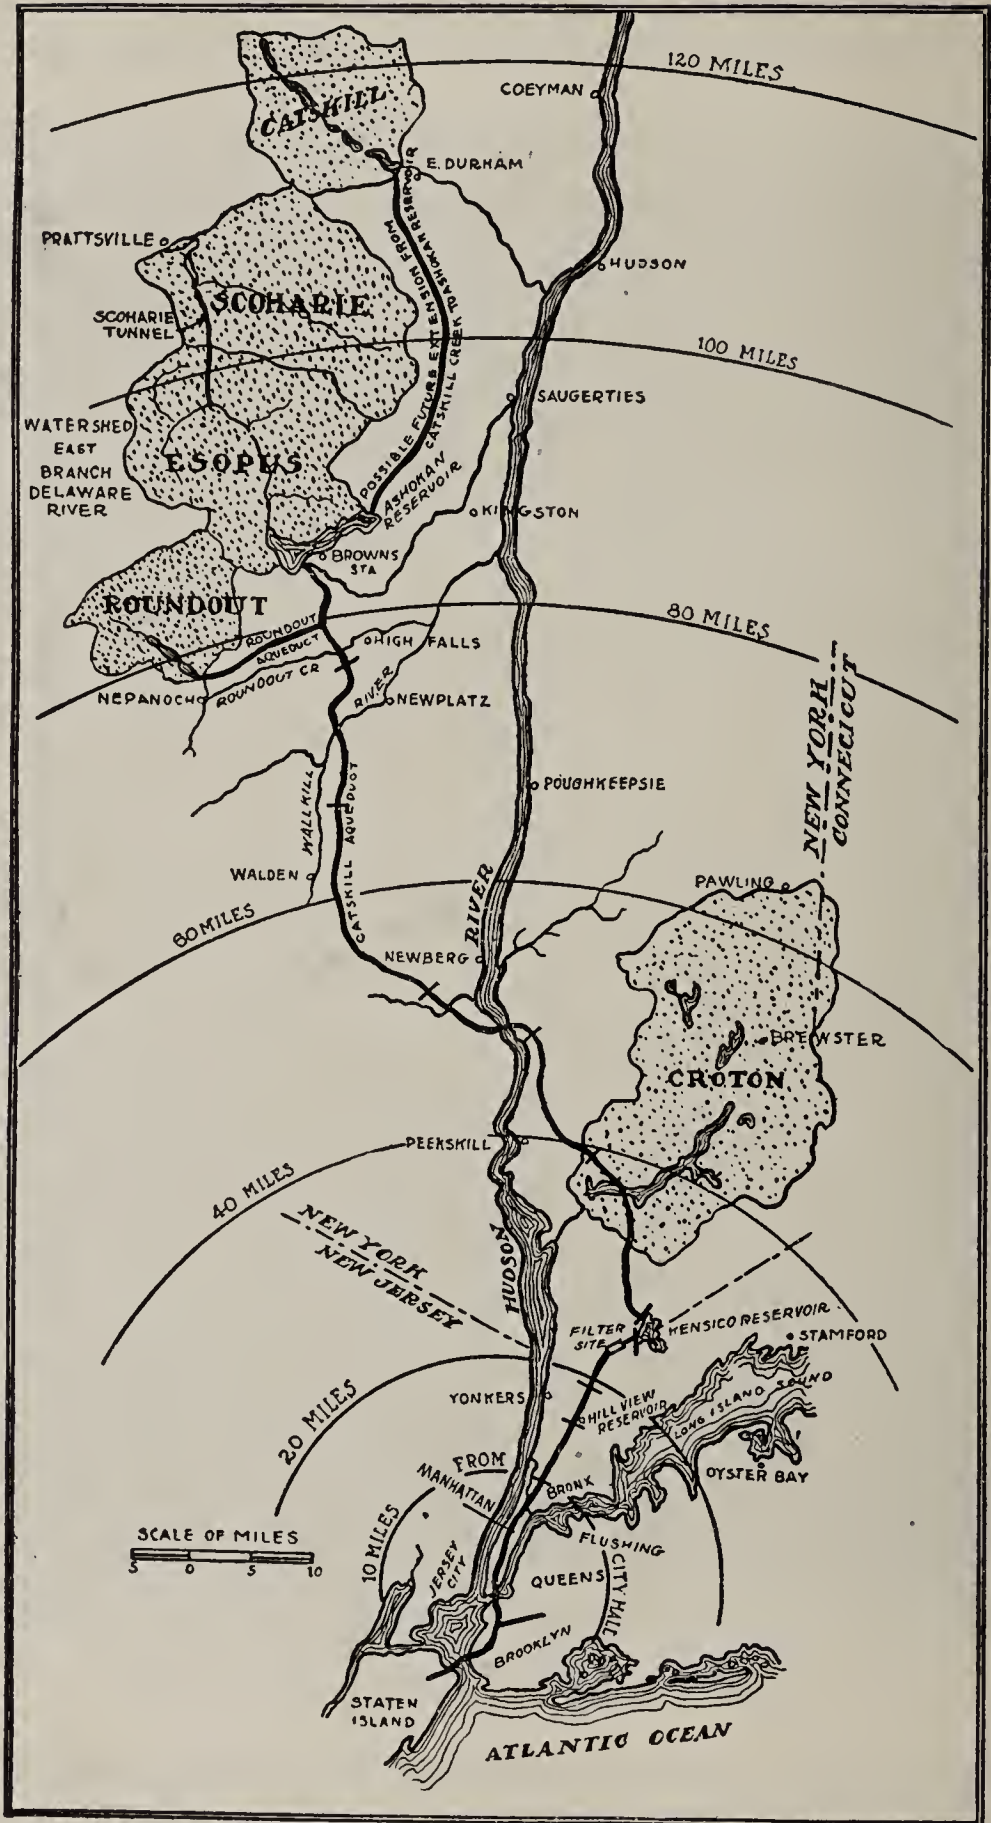 120 MILES
COEYMAN
CATSKILL
E. DURHAM
PRATTSVILLE
HUDSON
SCOHARIE
SCOHARIE
TUNNEL
POSSIBLE FUTURE EXTENSION FROM
CATSKILL CREEK TO ASHOKAN RESERVOIR
100 MILES
SAUGERTIES
WATERSHED
EAST
BRANCH
DELAWARE
RIVER
ESOPUS
ASHOKAN
RESERVOIR
KINGSTON
BROWNS
STA
ROUNDOUT
80 MILES
ROUNDOUT
AQUEDUCT
HIGH FALLS
NEPANOCH
ROUNDOUT CR
RIVER
NEWPLATZ
NEW YORK
CONNECICUT
WALLKILL
CATSKILL AQUEDUCT
POUGHKEEPSIE
WALDEN
PAWLING
60 MILES
RIVER
NEWBERG
BREWSTER
CROTON
PEEKSKILL
40 MILES
NEW YORK
NEW JERSEY
HUDSON
FILTER
SITE
KENSICO RESERVOIR
STAMFORD
20 MILES
YONKERS
HILL VIEW
RESERVOIR
LONG ISLAND SOUND
FROM
MANHATTAN
BRONX
OYSTER BAY
SCALE OF MILES
5 0 5 10
10 MILES
JERSEY
CITY
FLUSHING
QUEENS
CITY HALL
BROOKLYN
STATEN
ISLAND
ATLANTIC OCEAN